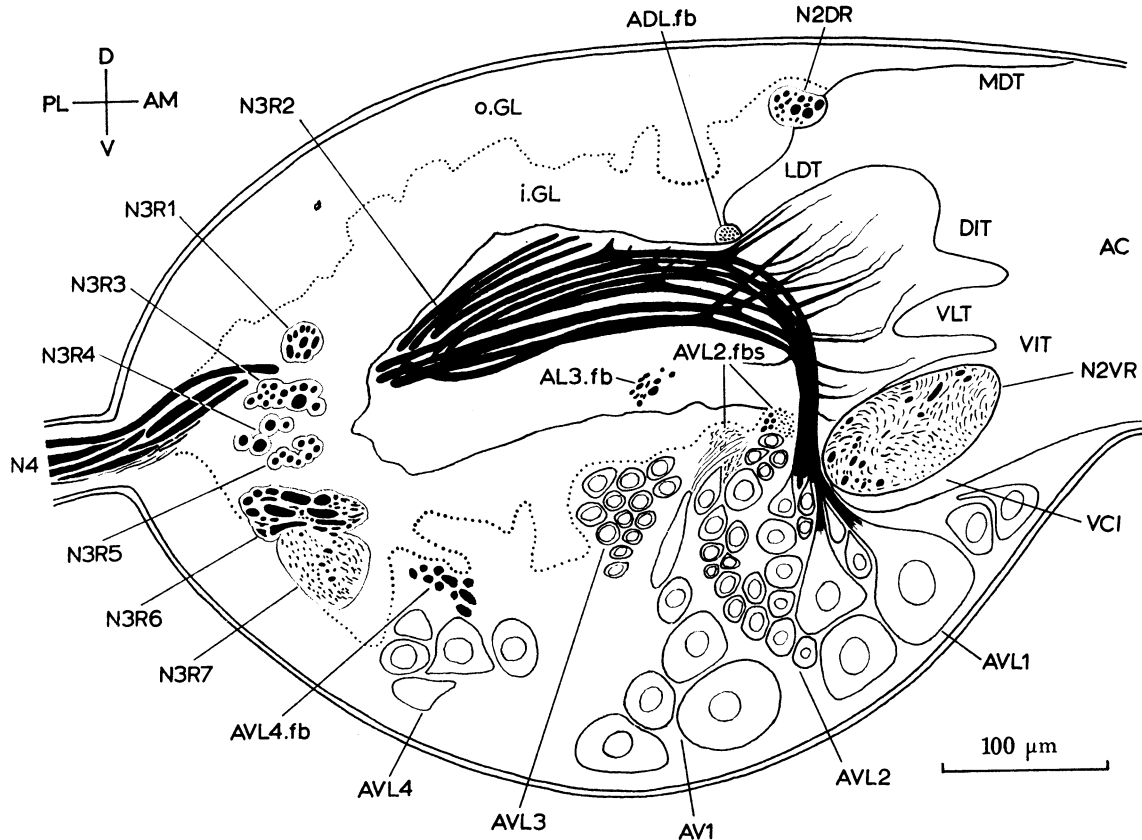 ADL.fb
N2DR
D
PL
AM
V
MDT
N3R2
o.GL
LDT
i.GL
N3R1
DIT
AC
N3R3
VLT
N3R4
AVL2.fbs
VIT
AL3.fb
N2VR
N4
N3R5
VCI
N3R6
N3R7
AVL1
AVL4.fb
100 µm
AVL4
AVL2
AVL3
AV1